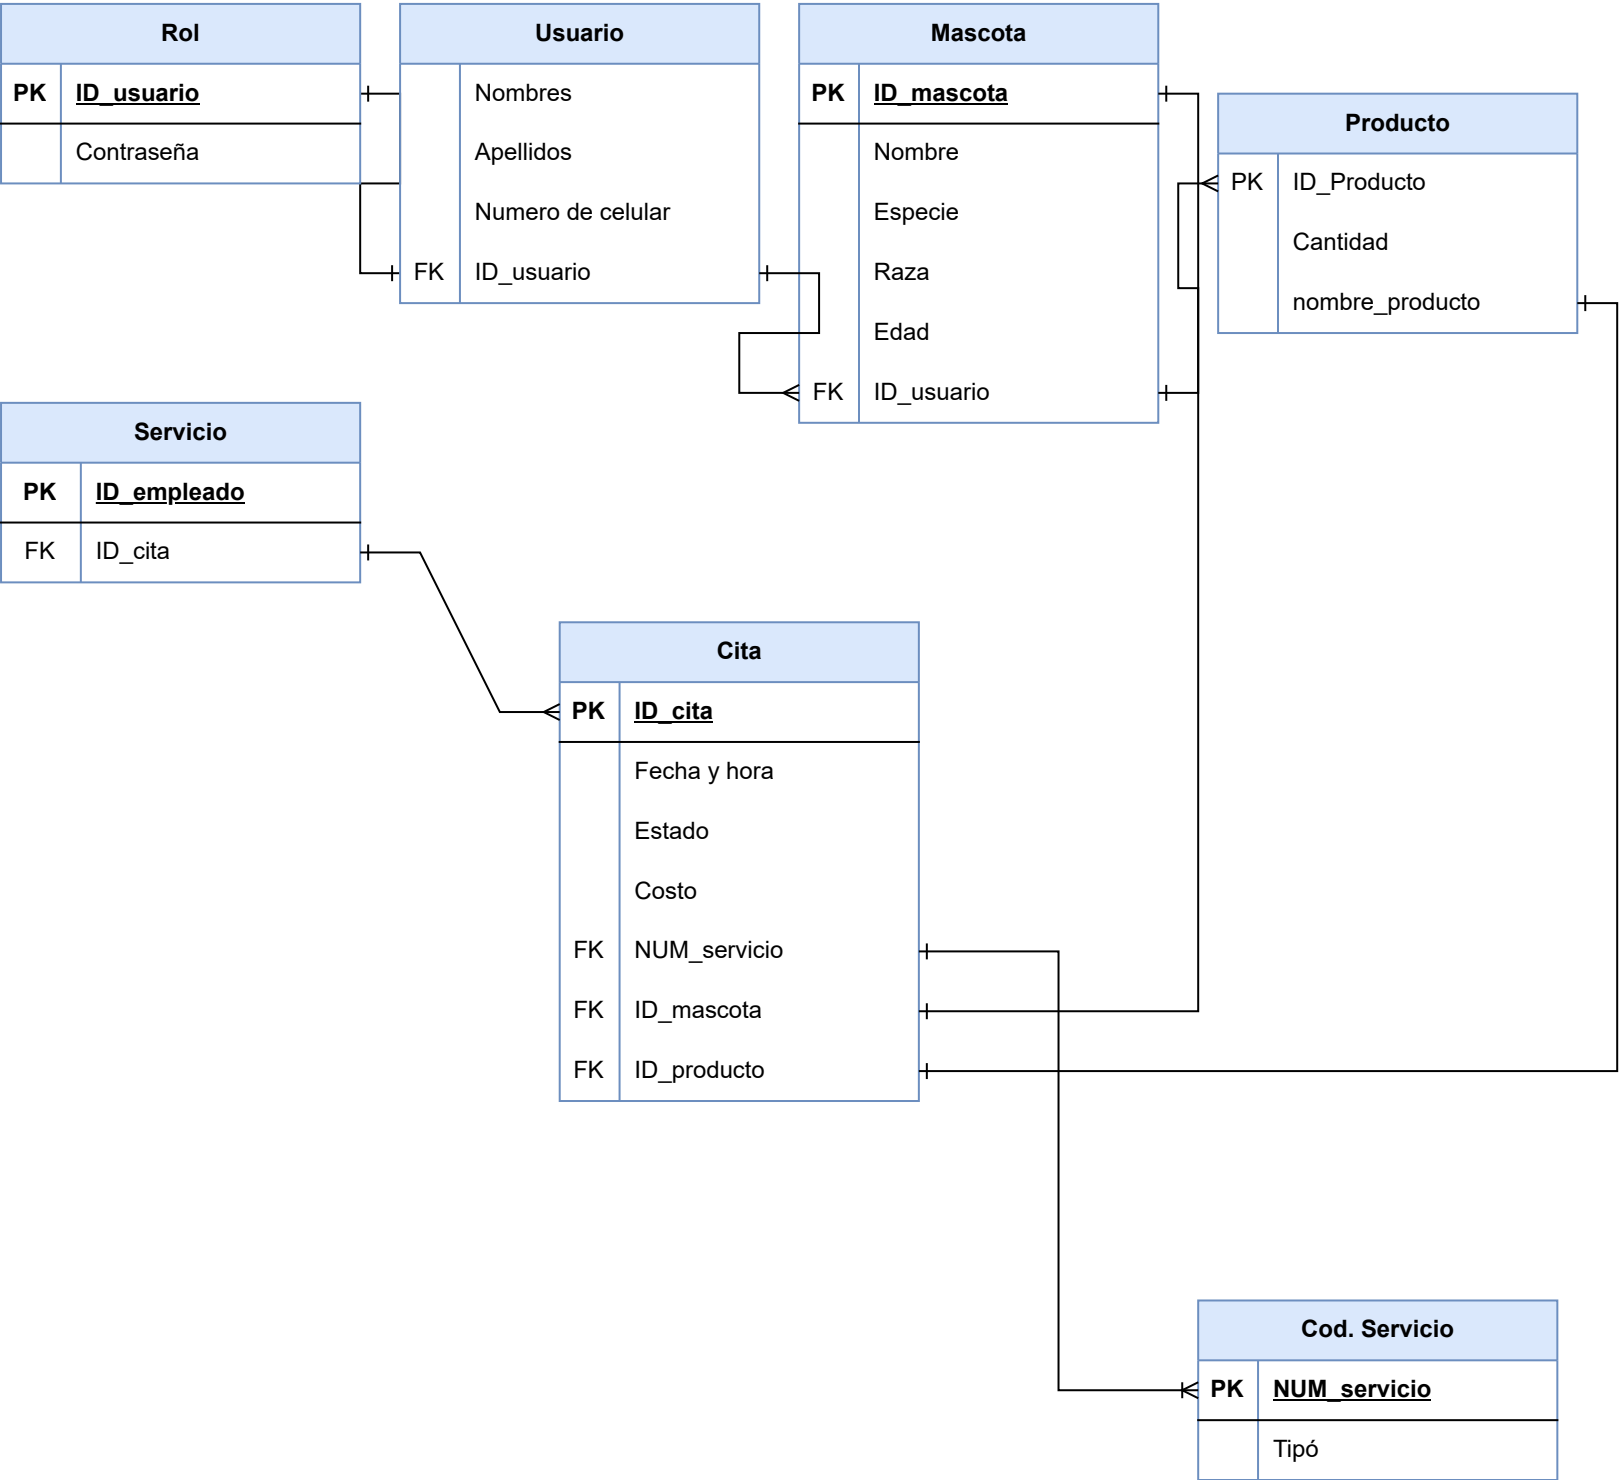 Rol
PK ID_usuario
Contraseña
Usuario
Nombres
Apellidos
Numero de celular
FK ID_usuario
Mascota
PK ID_mascota
Nombre
Especie
Raza
Edad
FK ID_usuario
Producto
PK ID_Producto
Cantidad
nombre_producto
Servicio
PK ID_empleado
FK ID_cita
Cita
PK ID_cita
Fecha y hora
Estado
Costo
FK NUM_servicio
FK ID_mascota
FK ID_producto
Cod. Servicio
PK NUM_servicio
Tipó